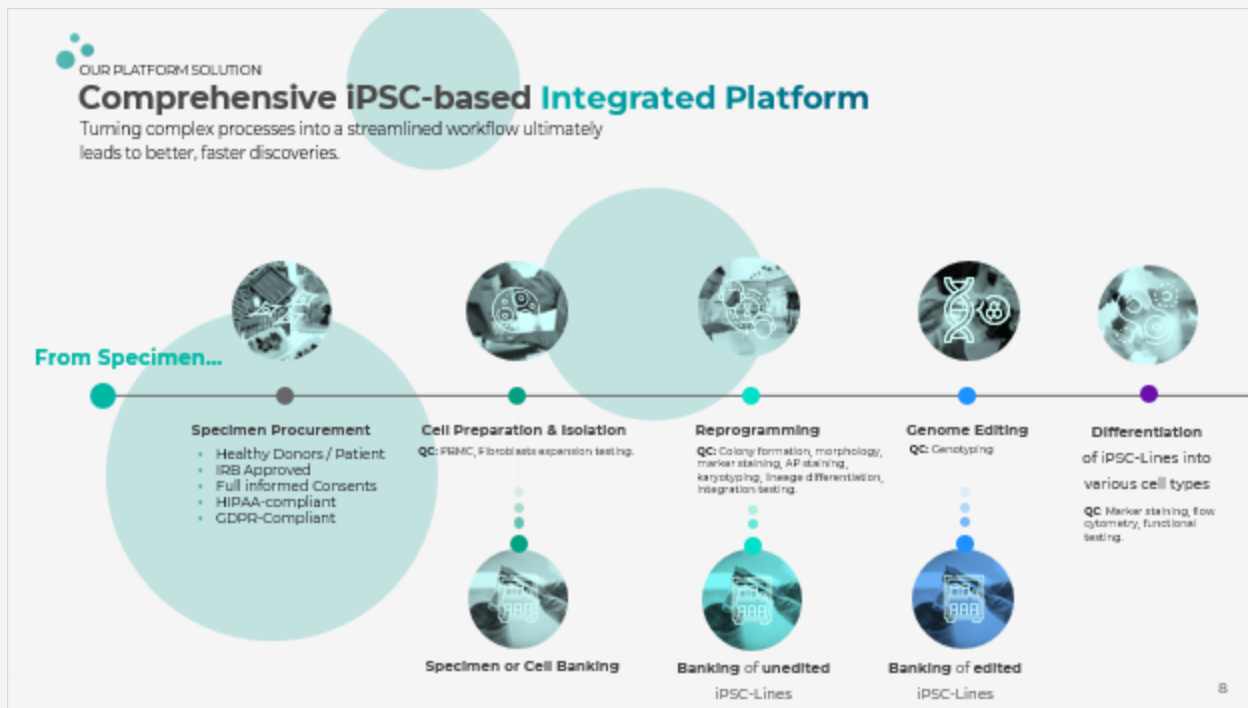 OUR PLATFORM SOLUTION
Comprehensive iPSC-based Integrated Platform
Turning complex processes into a streamlined workflow ultimately
leads to better, faster discoveries.
From Specimen...
Specimen Procurement
• Healthy Donors / Patient
• IRB Approved
• Full informed Consents
• HIPAA-compliant
• GDPR-Compliant
Cell Preparation & Isolation
QC: PBMC, Fibroblasts expansion testing.
Specimen or Cell Banking
Reprogramming
QC: Colony formation, morphology,
marker staining, AP staining,
karyotyping, lineage differentiation,
integration testing.
Banking of unedited
iPSC-Lines
Genome Editing
QC: Genotyping
Banking of edited
iPSC-Lines
Differentiation
of iPSC-Lines into
various cell types
QC: Marker staining, flow
cytometry, functional
testing.
8